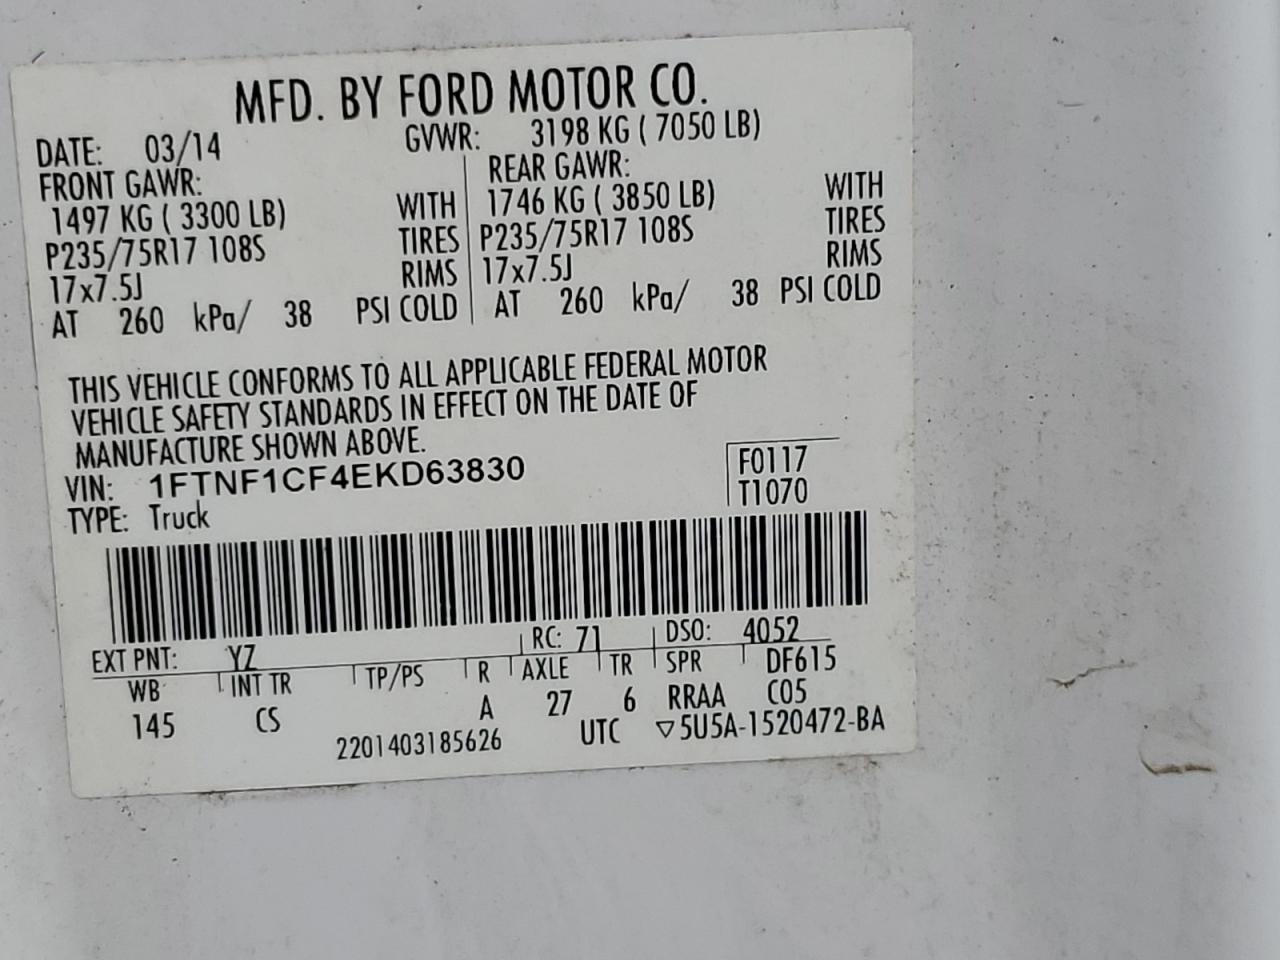 MFD. BY FORD MOTOR CO.
DATE: 03/14 GVWR: 3198 KG ( 7050 LB)
FRONT GAWR: REAR GAWR:
1497 KG ( 3300 LB) WITH 1746 KG ( 3850 LB) WITH
P235/75R17 108S TIRES P235/75R17 108S TIRES
17x7.5J RIMS 17x7.5J RIMS
AT 260 kPa/ 38 PSI COLD AT 260 kPa/ 38 PSI COLD
THIS VEHICLE CONFORMS TO ALL APPLICABLE FEDERAL MOTOR
VEHICLE SAFETY STANDARDS IN EFFECT ON THE DATE OF
MANUFACTURE SHOWN ABOVE.
VIN: 1FTNF1CF4EKD63830 F0117
TYPE: Truck T1070
EXT PNT: YZ RC: 71 DSO: 4052
WB INT TR TP/PS R AXLE TR SPR DF615
145 CS A 27 6 RRAA C05
2201403185626 UTC ▽5U5A-1520472-BA